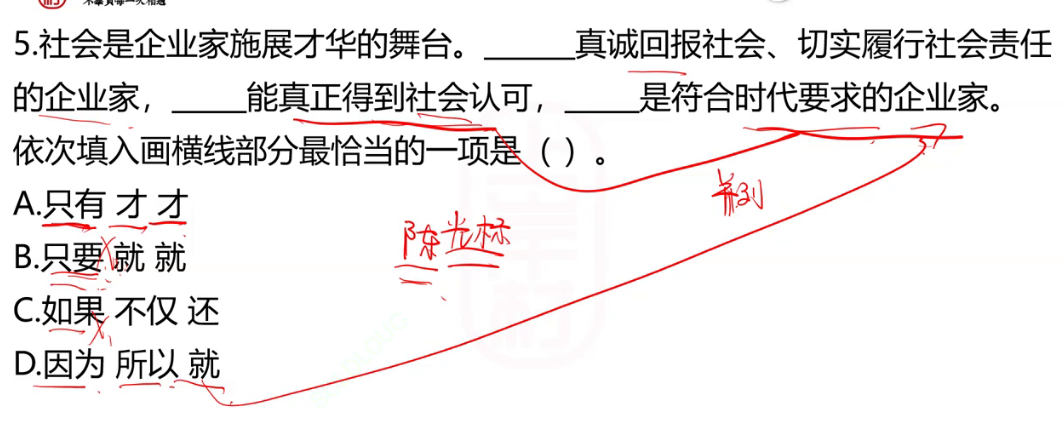 5.社会是企业家施展才华的舞台。______真诚回报社会、切实履行社会责任
的企业家，_____能真正得到社会认可，_____是符合时代要求的企业家。
依次填入画横线部分最恰当的一项是（ ）。
A.只有 才 才
并列
陈光标
B.只要 就 就
C.如果 不仅 还
D.因为 所以 就